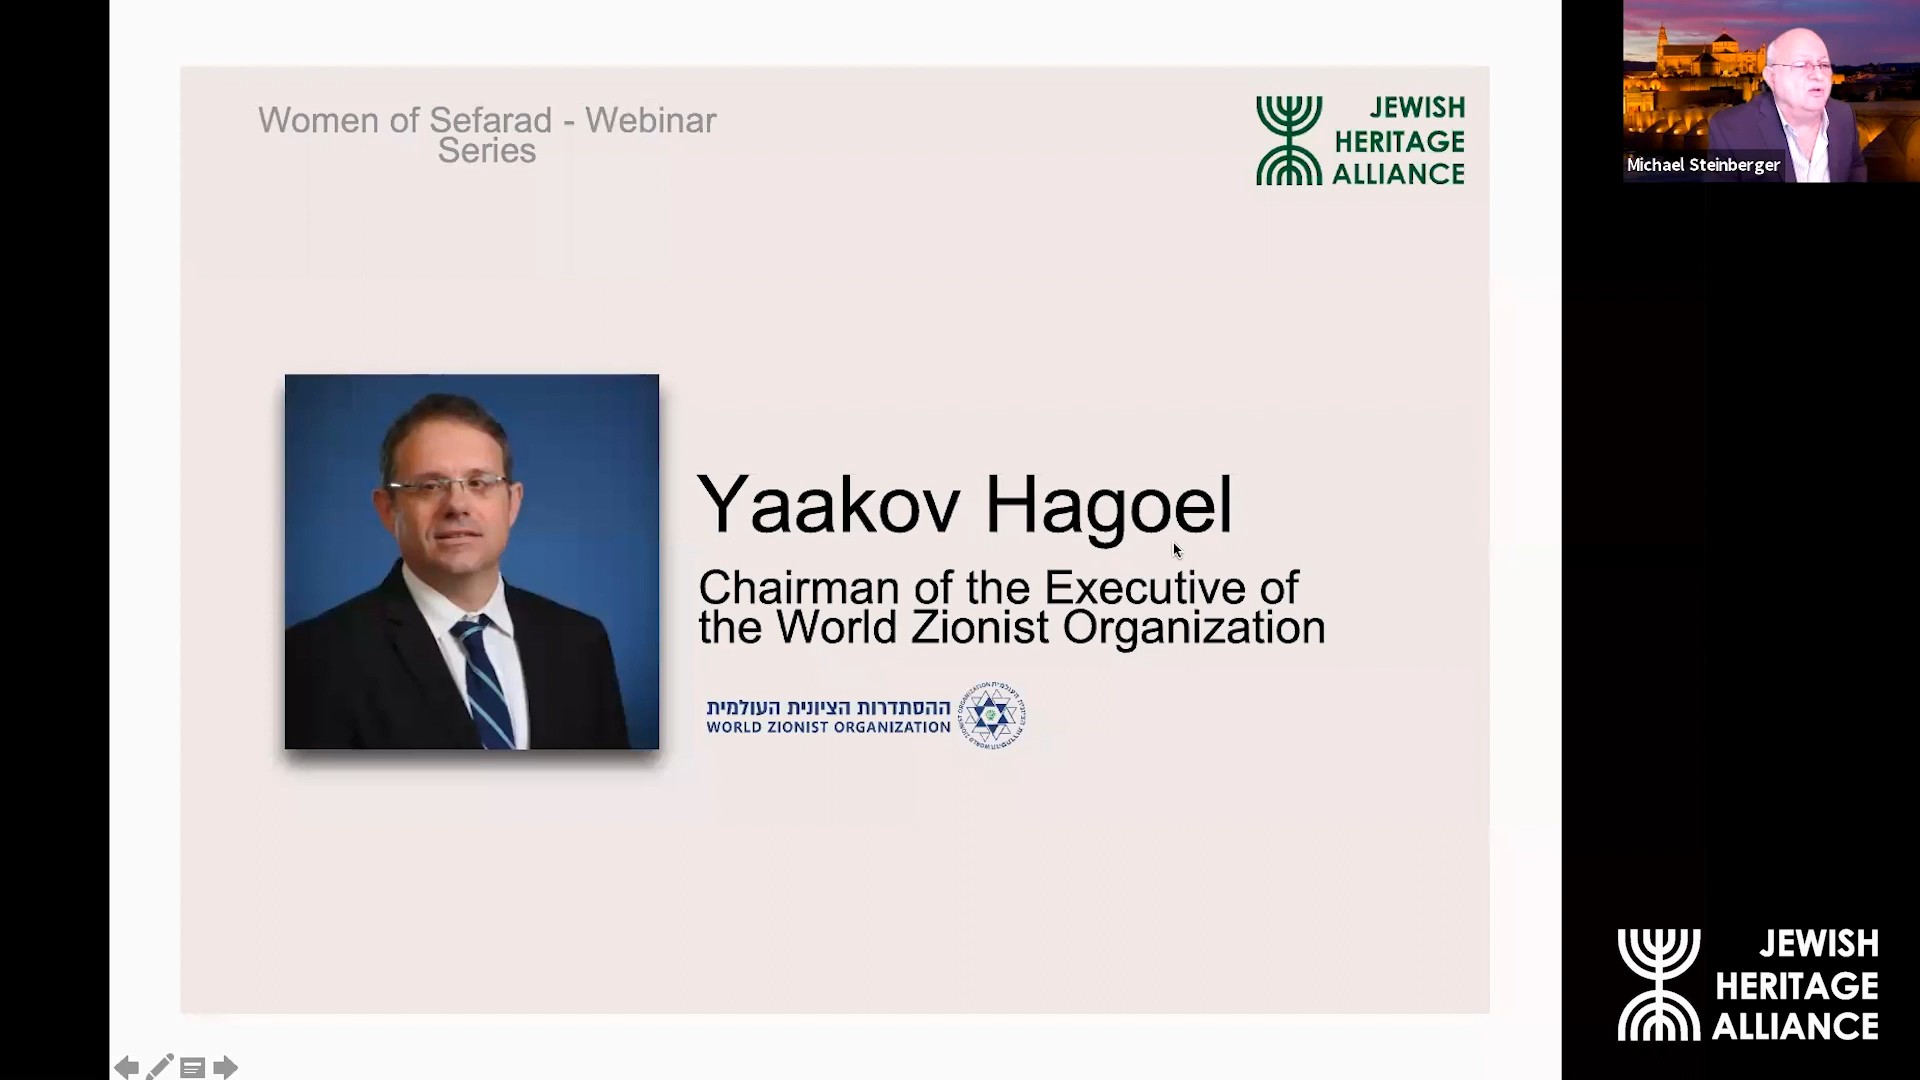 Women of Sefarad - Webinar
Series
JEWISH
HERITAGE
ALLIANCE
Michael Steinberger
Yaakov Hagoel
Chairman of the Executive of
the World Zionist Organization
ההסתדרות הציונית העולמית
WORLD ZIONIST ORGANIZATION
JEWISH
HERITAGE
ALLIANCE